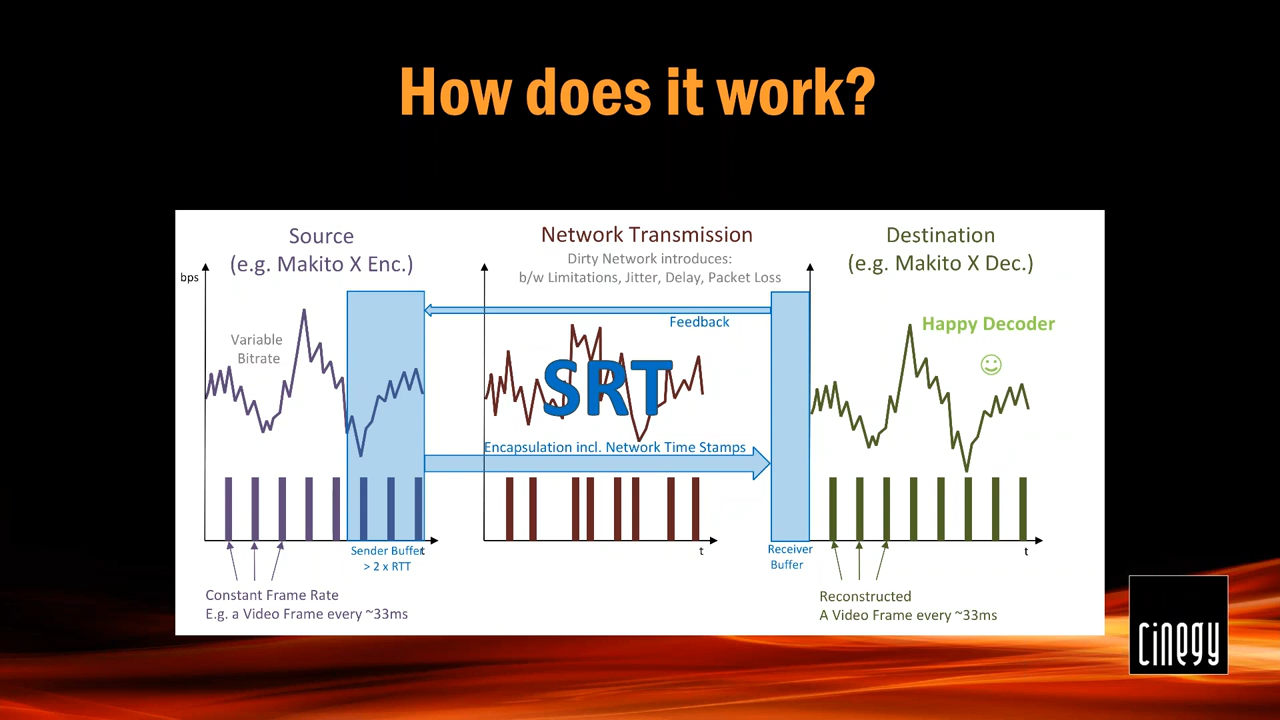 How does it work?
Source
(e.g. Makito X Enc.)
bps
Variable
Bitrate
Sender Buffer
> 2 x RTT
t
Constant Frame Rate
E.g. a Video Frame every ~33ms
Network Transmission
Dirty Network introduces:
b/w Limitations, Jitter, Delay, Packet Loss
Feedback
SRT
Encapsulation incl. Network Time Stamps
t
Receiver
Buffer
Destination
(e.g. Makito X Dec.)
Happy Decoder
t
Reconstructed
A Video Frame every ~33ms
cinegy